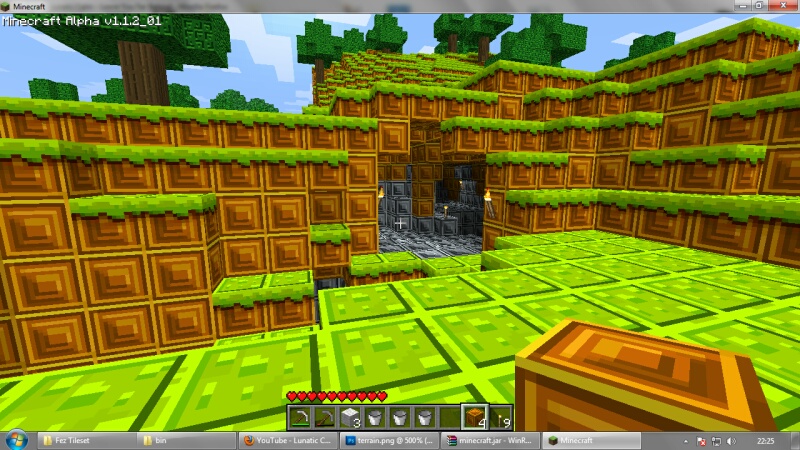 Minecraft
Minecraft Alpha v1.1.2_01
3
4
9
Fez Tileset
bin
YouTube - Lunatic C...
terrain.png @ 500% (...
minecraft.jar - WinR...
Minecraft
22:25